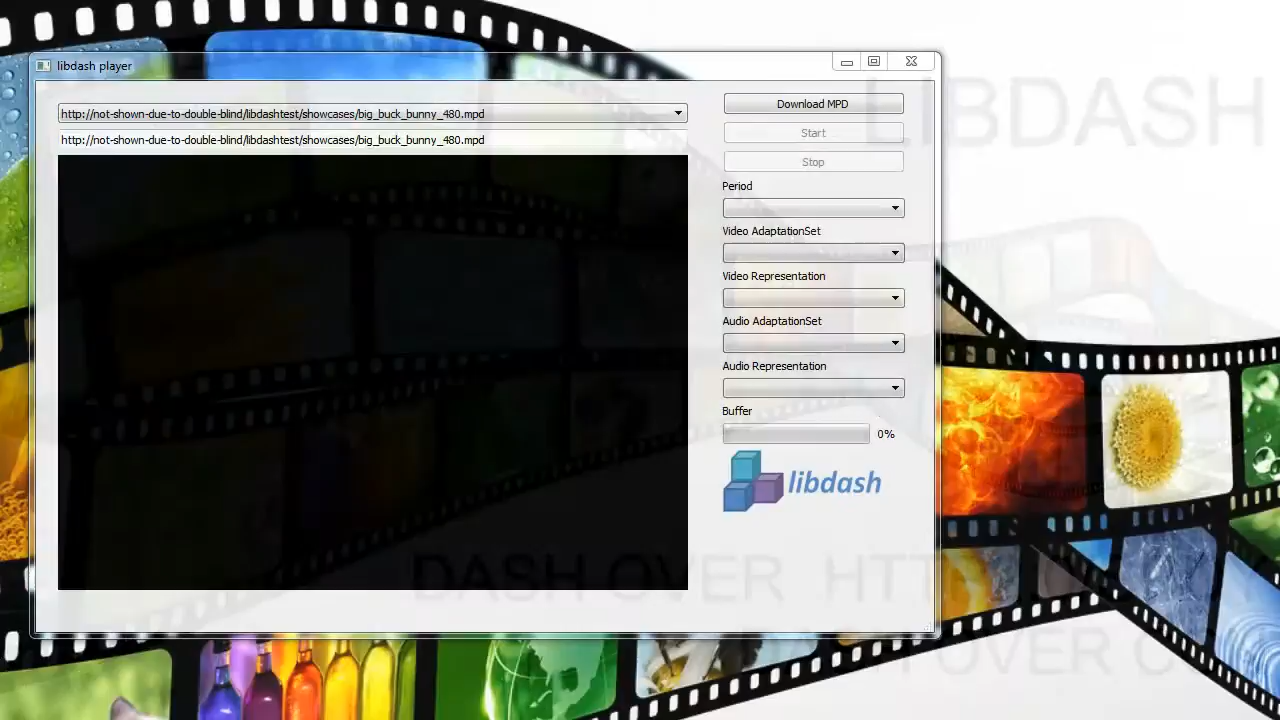 libdash player
LIBDASH
http://not-shown-due-to-double-blind/libdashtest/showcases/big_buck_bunny_480.mpd
Download MPD
http://not-shown-due-to-double-blind/libdashtest/showcases/big_buck_bunny_480.mpd
Start
Stop
Period
Video AdaptationSet
Video Representation
Audio AdaptationSet
Audio Representation
Buffer
0%
libdash
DASH OVER HTT
OVER